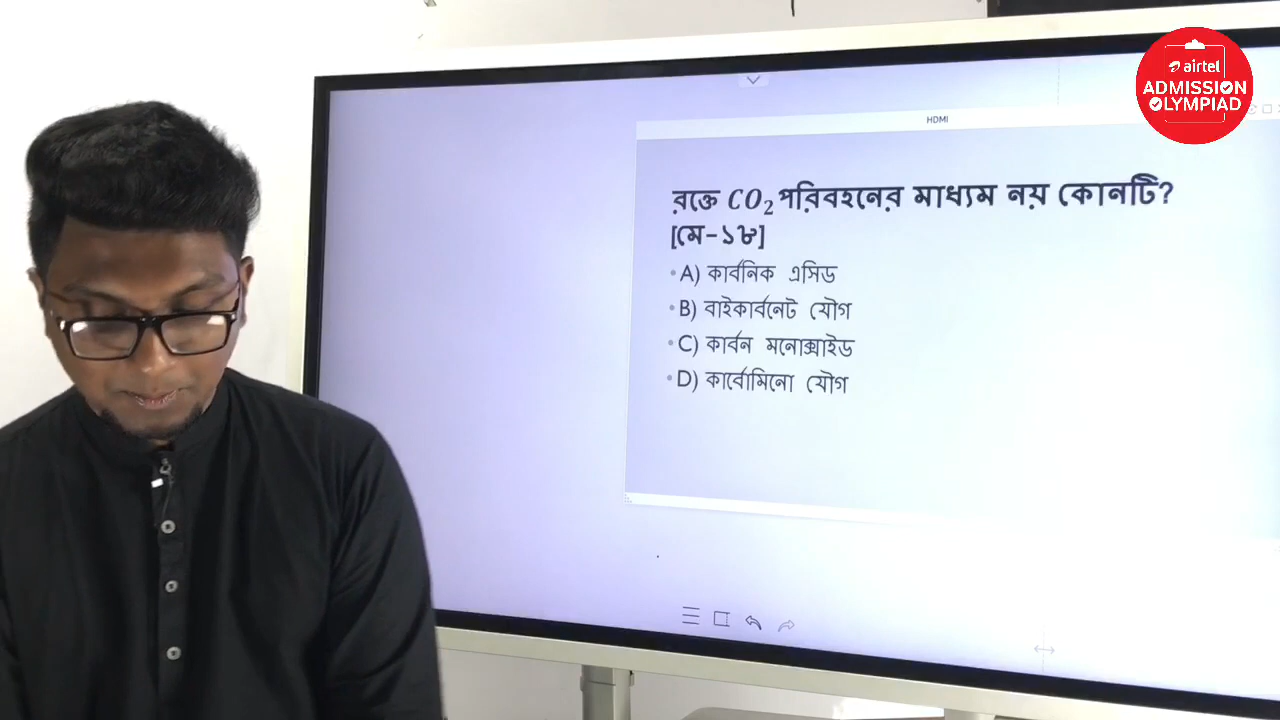 airtel
ADMISSION
OLYMPIAD
HDMI
রক্তে CO₂ পরিবহনের মাধ্যম নয় কোনটি?
[মে-১৮]
A) কার্বনিক এসিড
B) বাইকার্বনেট যৌগ
C) কার্বন মনোক্সাইড
D) কার্বোমিনো যৌগ